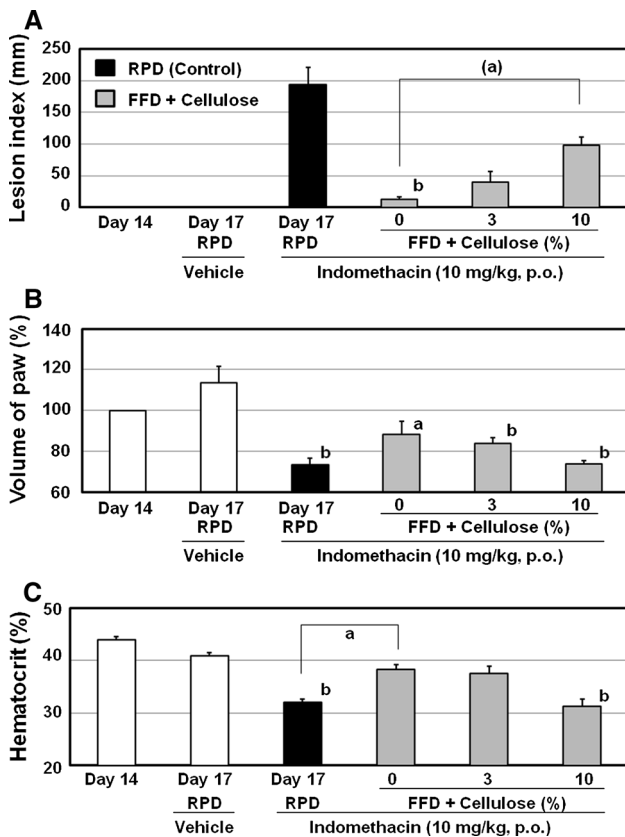 A
Lesion index (mm)
250
200
150
100
50
0
RPD (Control)
FFD + Cellulose
(a)
b
Day 14 Day 17 Day 17 0 3 10
RPD RPD FFD + Cellulose (%)
Vehicle Indomethacin (10 mg/kg, p.o.)
B
Volume of paw (%)
140
120
100
80
60
b a b b
Day 14 Day 17 Day 17 0 3 10
RPD RPD FFD + Cellulose (%)
Vehicle Indomethacin (10 mg/kg, p.o.)
C
Hematocrit (%)
50
40
30
20
a
b b
Day 14 Day 17 Day 17 0 3 10
RPD RPD FFD + Cellulose (%)
Vehicle Indomethacin (10 mg/kg, p.o.)